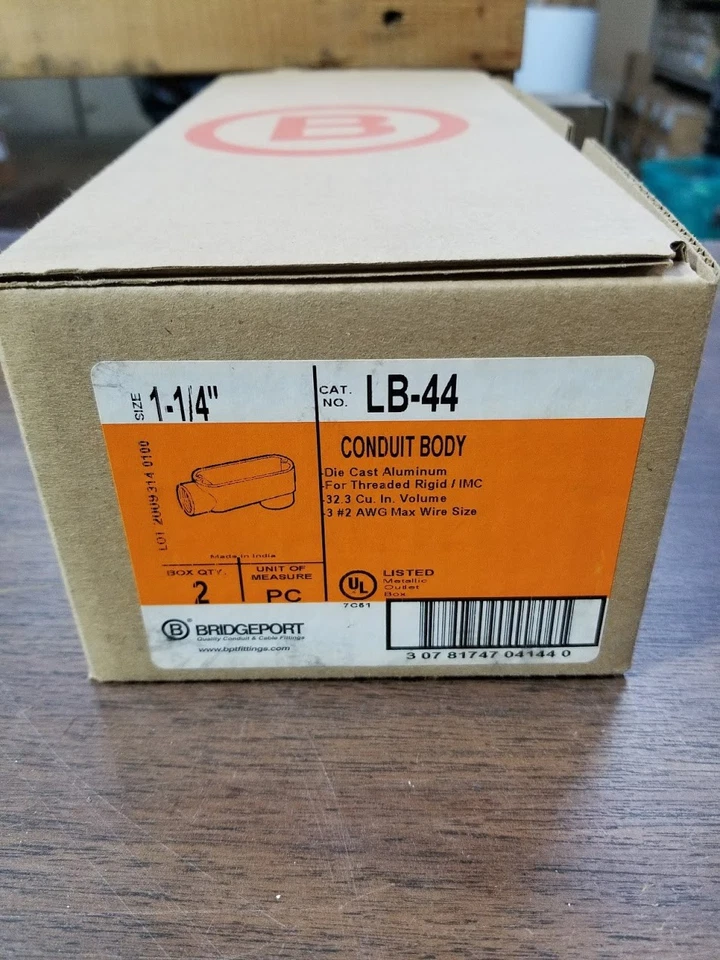 B
SIZE 1-1/4"
CAT. NO. LB-44
CONDUIT BODY
-Die Cast Aluminum
-For Threaded Rigid / IMC
-32.3 Cu. In. Volume
-3 #2 AWG Max Wire Size
LOT 2009314 0100
Made in India
BOX QTY.
2
UNIT OF
MEASURE
PC
UL
LISTED
Metallic
Outlet
Box
7C61
B® BRIDGEPORT
Quality Conduit & Cable Fittings
www.bptfittings.com
3 07 81747 04144 0